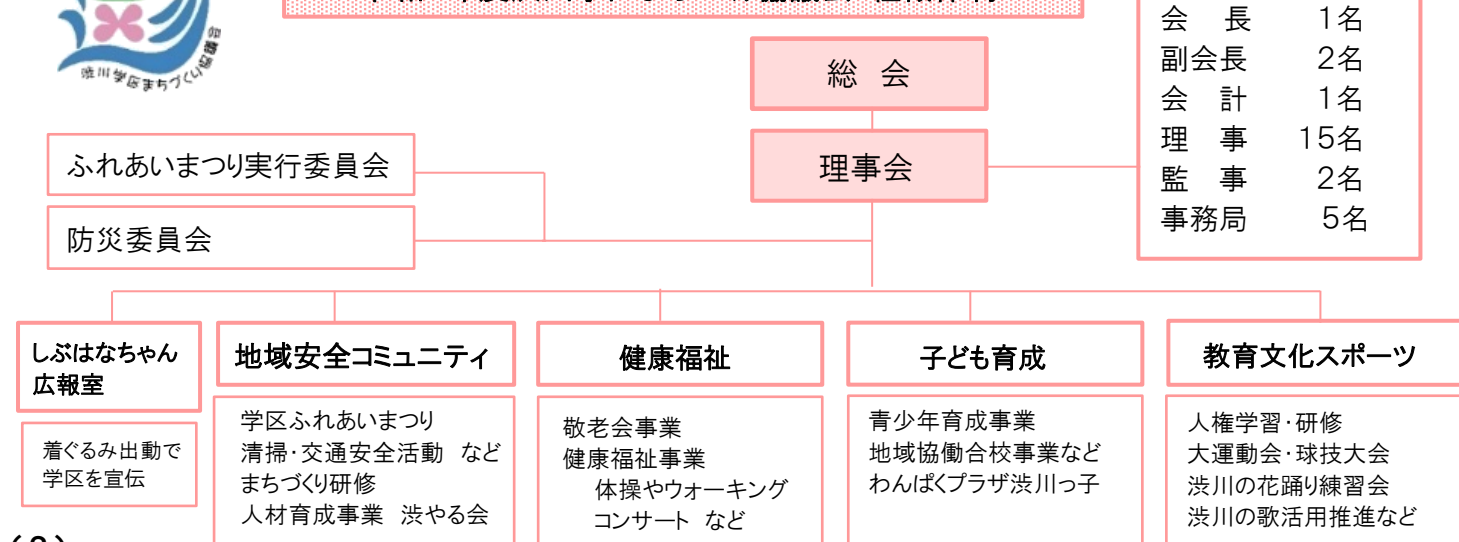 渋川学区まちづくり協議会
総 会
理事会
会 長 1名
副会長 2名
会 計 1名
理 事 15名
監 事 2名
事務局 5名
ふれあいまつり実行委員会
防災委員会
しぶはなちゃん
広報室
着ぐるみ出動で
学区を宣伝
地域安全コミュニティ
学区ふれあいまつり
清掃・交通安全活動 など
まちづくり研修
人材育成事業 渋やる会
健康福祉
敬老会事業
健康福祉事業
体操やウォーキング
コンサート など
子ども育成
青少年育成事業
地域協働合校事業など
わんぱくプラザ渋川っ子
教育文化スポーツ
人権学習・研修
大運動会・球技大会
渋川の花踊り練習会
渋川の歌活用推進など